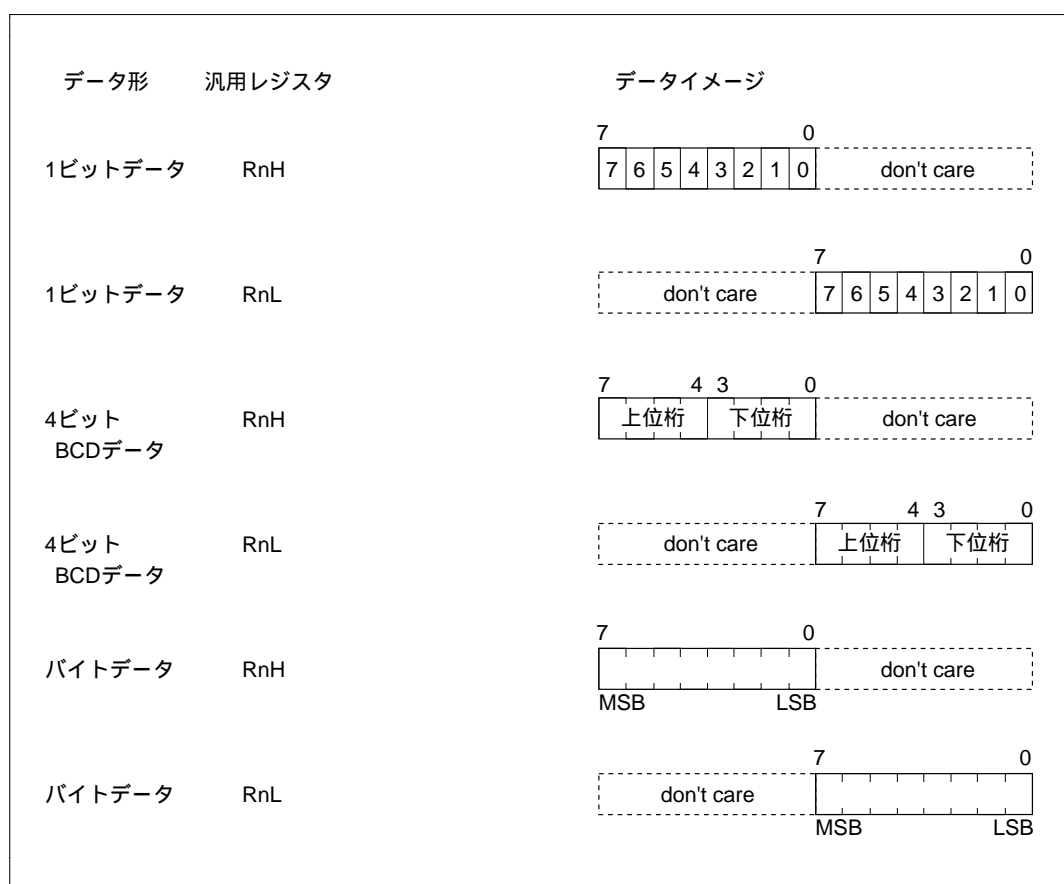 データ形 汎用レジスタ データイメージ
7 0
1ビットデータ RnH 7 6 5 4 3 2 1 0 don't care
7 0
1ビットデータ RnL don't care 7 6 5 4 3 2 1 0
7 4 3 0
4ビット RnH 上位桁 下位桁 don't care
BCDデータ
7 4 3 0
4ビット RnL don't care 上位桁 下位桁
BCDデータ
7 0
バイトデータ RnH don't care
MSB LSB
7 0
バイトデータ RnL don't care
MSB LSB